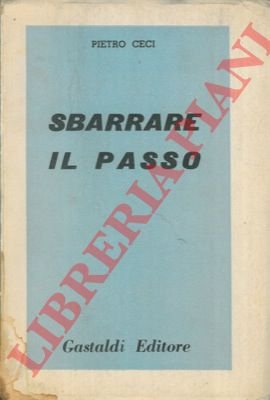 PIETRO CECI
SBARRARE
IL PASSO
Gastaldi Editore
LIBRERIA PIANI